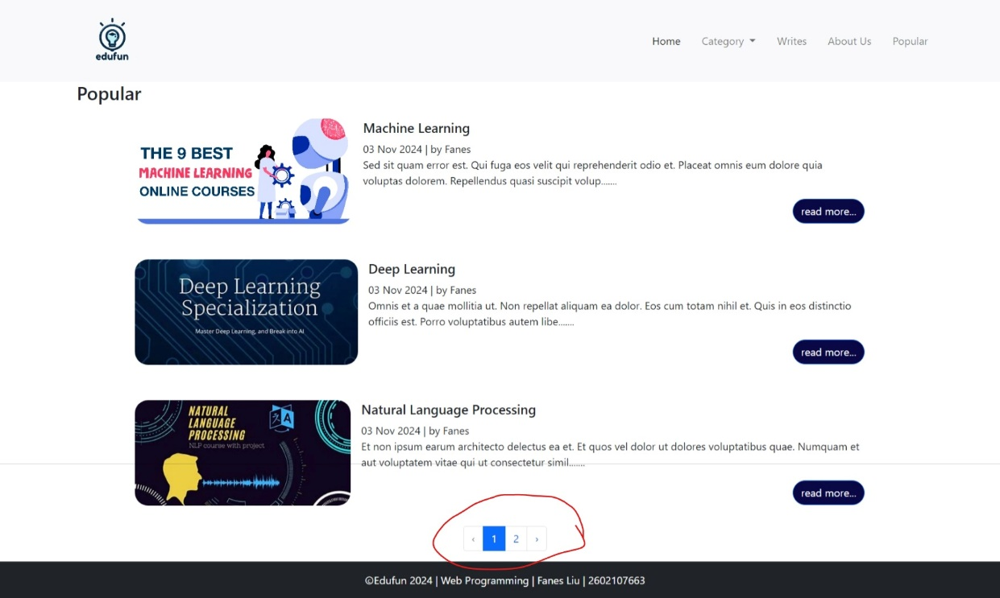 edufun
Home Category Writes About Us Popular
Popular
THE 9 BEST
MACHINE LEARNING
ONLINE COURSES
Machine Learning
03 Nov 2024 | by Fanes
Sed sit quam error est. Qui fuga eos velit qui reprehenderit odio et. Placeat omnis eum dolore quia
voluptas dolorem. Repellendus quasi suscipit volup.......
read more...
Deep Learning
Specialization
Master Deep Learning, and Break into AI
Deep Learning
03 Nov 2024 | by Fanes
Omnis et a quae mollitia ut. Non repellat aliquam ea dolor. Eos cum totam nihil et. Quis in eos distinctio
officiis est. Porro voluptatibus autem libe.......
read more...
NATURAL
LANGUAGE
PROCESSING
NLP course with project
文 A
Natural Language Processing
03 Nov 2024 | by Fanes
Et non ipsum earum architecto delectus ea et. Et quos vel dolor ut dolores voluptatibus quae. Numquam et
aut voluptatem vitae qui ut consectetur simil.......
read more...
‹ 1 2 ›
©Edufun 2024 | Web Programming | Fanes Liu | 2602107663